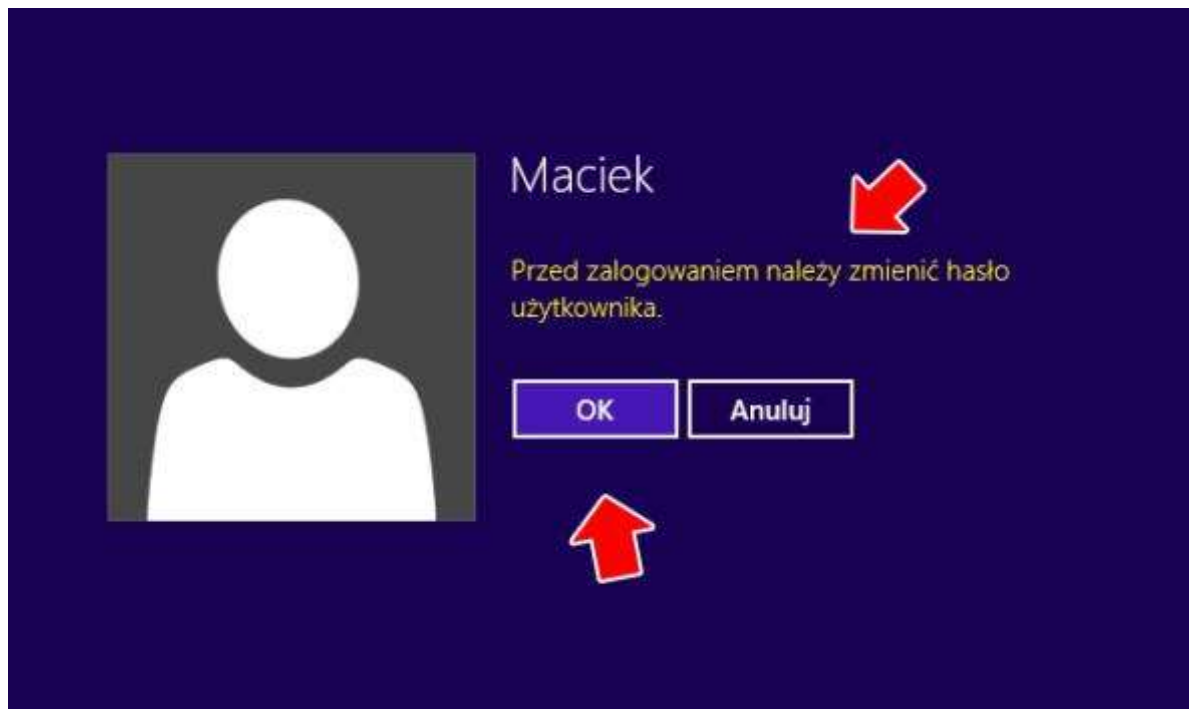 Maciek
Przed zalogowaniem należy zmienić hasło
użytkownika.
OK
Anuluj